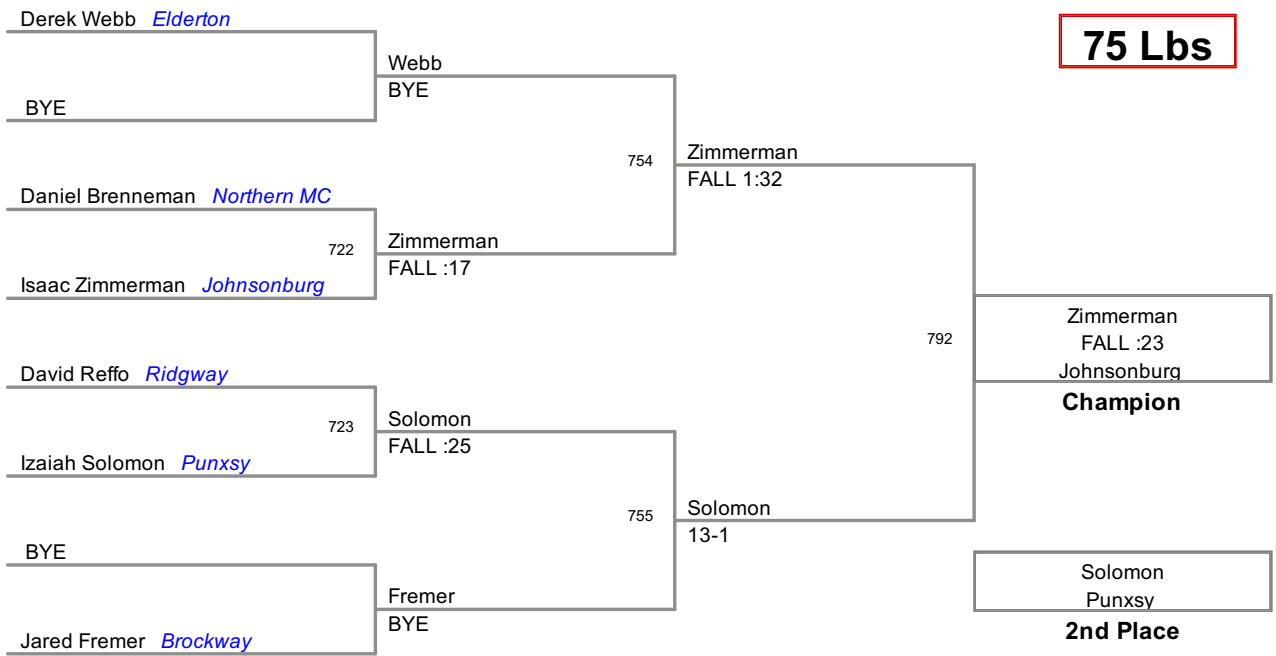 Derek Webb Elderton
75 Lbs
Webb
BYE
BYE
754
Zimmerman
FALL 1:32
Daniel Brenneman Northern MC
722
Zimmerman
FALL :17
Isaac Zimmerman Johnsonburg
792
Zimmerman
FALL :23
Johnsonburg
Champion
David Reffo Ridgway
723
Solomon
FALL :25
Izaiah Solomon Punxsy
755
Solomon
13-1
BYE
Fremer
BYE
Jared Fremer Brockway
Solomon
Punxsy
2nd Place